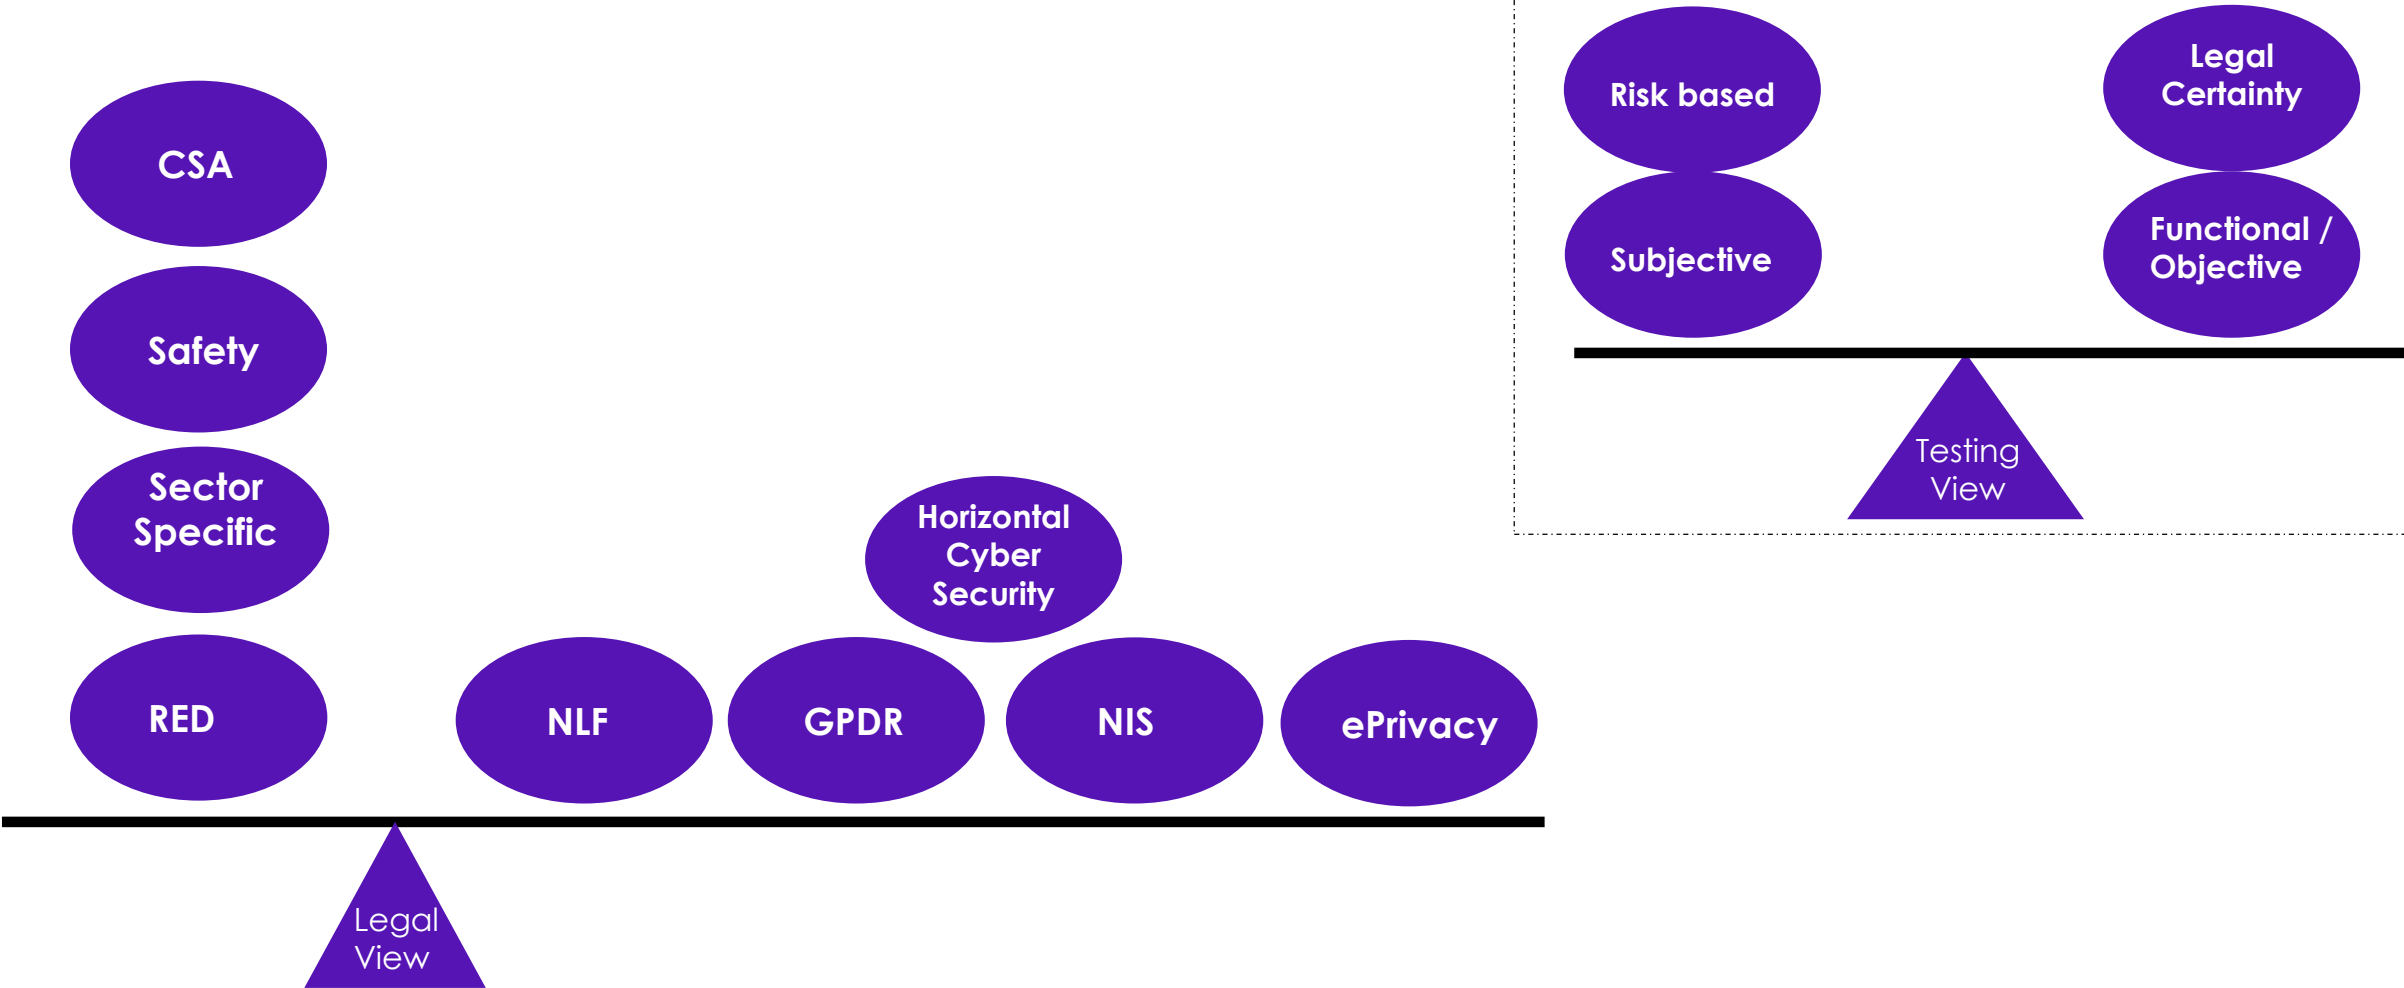 CSA
Safety
Sector
Specific
RED
NLF
GPDR
Horizontal
Cyber
Security
NIS
ePrivacy
Legal
View
Risk based
Subjective
Legal
Certainty
Functional /
Objective
Testing
View